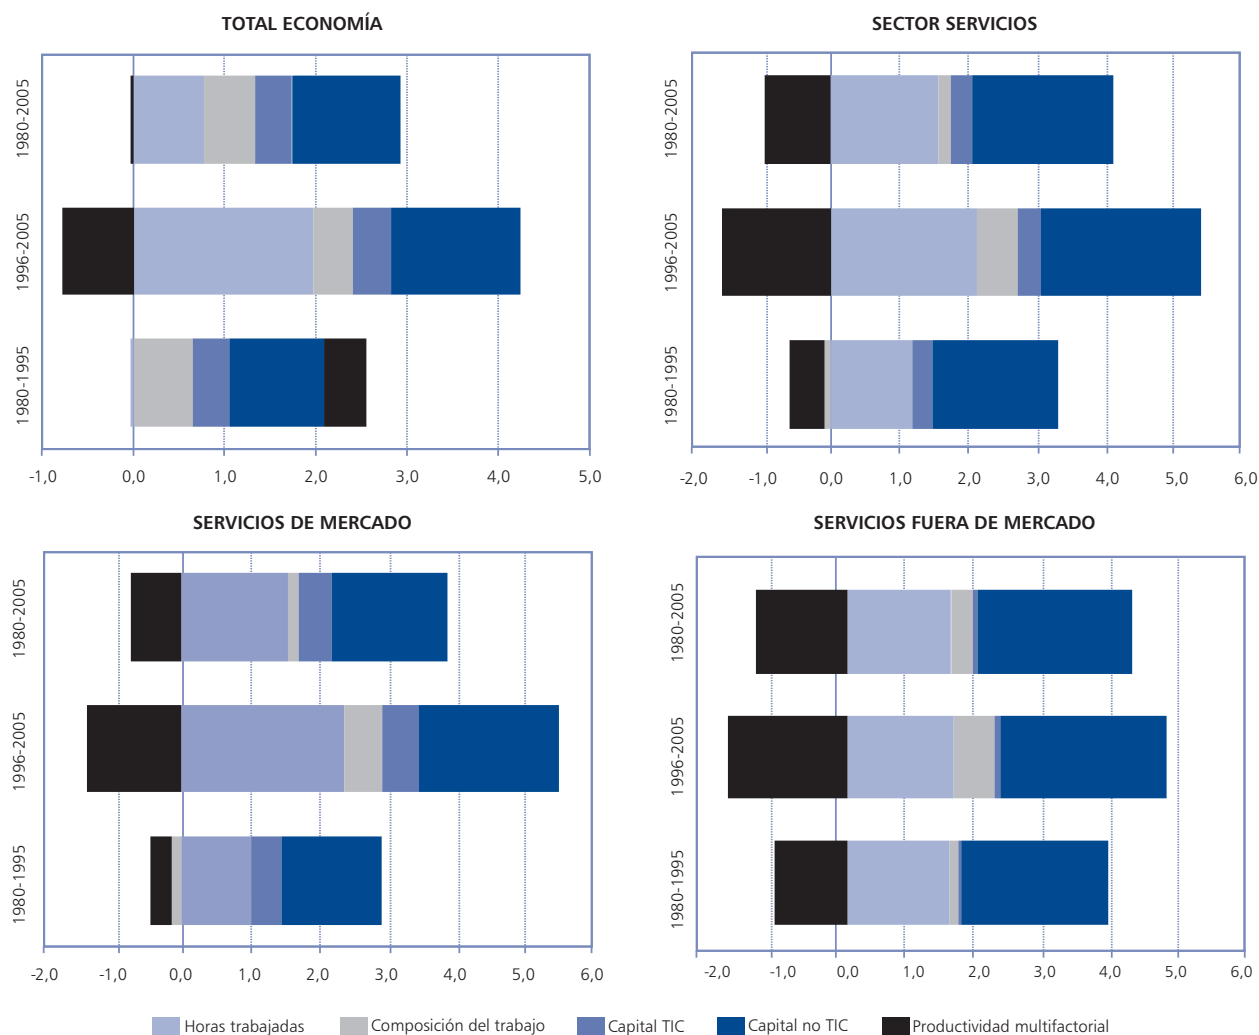 TOTAL ECONOMÍA
1980-2005
1996-2005
1980-1995
-1,0 0,0 1,0 2,0 3,0 4,0 5,0
SECTOR SERVICIOS
1980-2005
1996-2005
1980-1995
-2,0 -1,0 0,0 1,0 2,0 3,0 4,0 5,0 6,0
SERVICIOS DE MERCADO
1980-2005
1996-2005
1980-1995
-2,0 -1,0 0,0 1,0 2,0 3,0 4,0 5,0 6,0
SERVICIOS FUERA DE MERCADO
1980-2005
1996-2005
1980-1995
-2,0 -1,0 0,0 1,0 2,0 3,0 4,0 5,0 6,0
Horas trabajadas Composición del trabajo Capital TIC Capital no TIC Productividad multifactorial